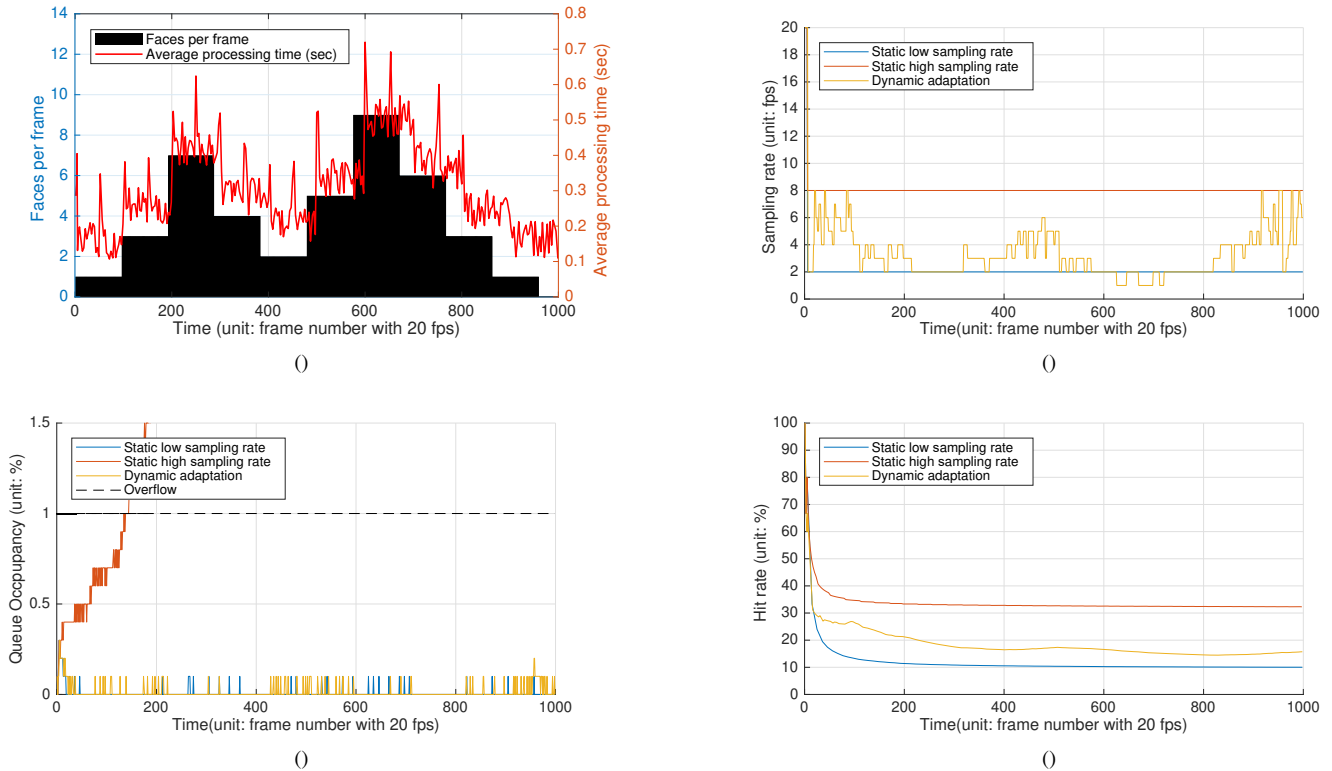 14
12
10
8
6
4
2
0
Faces per frame
0.8
0.7
0.6
0.5
0.4
0.3
0.2
0.1
0
Average processing time (sec)
Faces per frame
Average processing time (sec)
0 200 400 600 800 1000
Time (unit: frame number with 20 fps)
()
20
18
16
14
12
10
8
6
4
2
0
Sampling rate (unit: fps)
Static low sampling rate
Static high sampling rate
Dynamic adaptation
0 200 400 600 800 1000
Time(unit: frame number with 20 fps)
()
1.5
1
0.5
0
Queue Occpupancy (unit: %)
Static low sampling rate
Static high sampling rate
Dynamic adaptation
Overflow
0 200 400 600 800 1000
Time(unit: frame number with 20 fps)
()
100
90
80
70
60
50
40
30
20
10
0
Hit rate (unit: %)
Static low sampling rate
Static high sampling rate
Dynamic adaptation
0 200 400 600 800 1000
Time(unit: frame number with 20 fps)
()